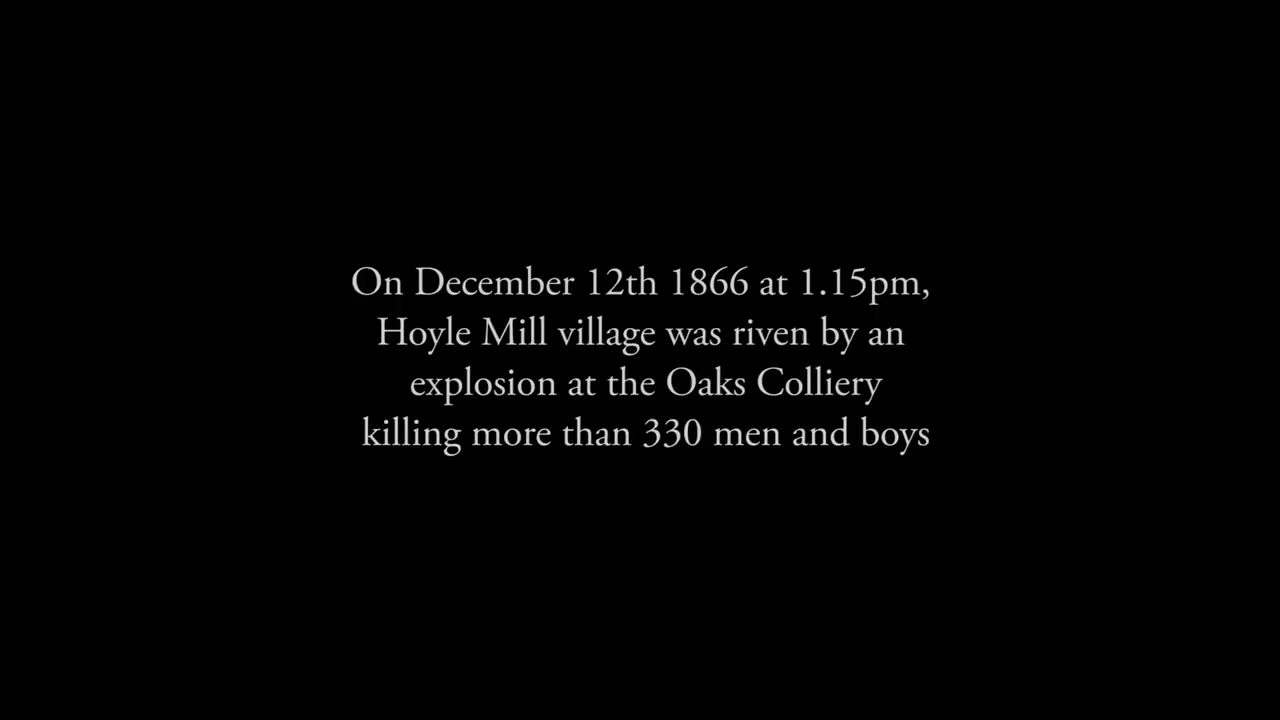 On December 12th 1866 at 1.15pm,
Hoyle Mill village was riven by an
explosion at the Oaks Colliery
killing more than 330 men and boys